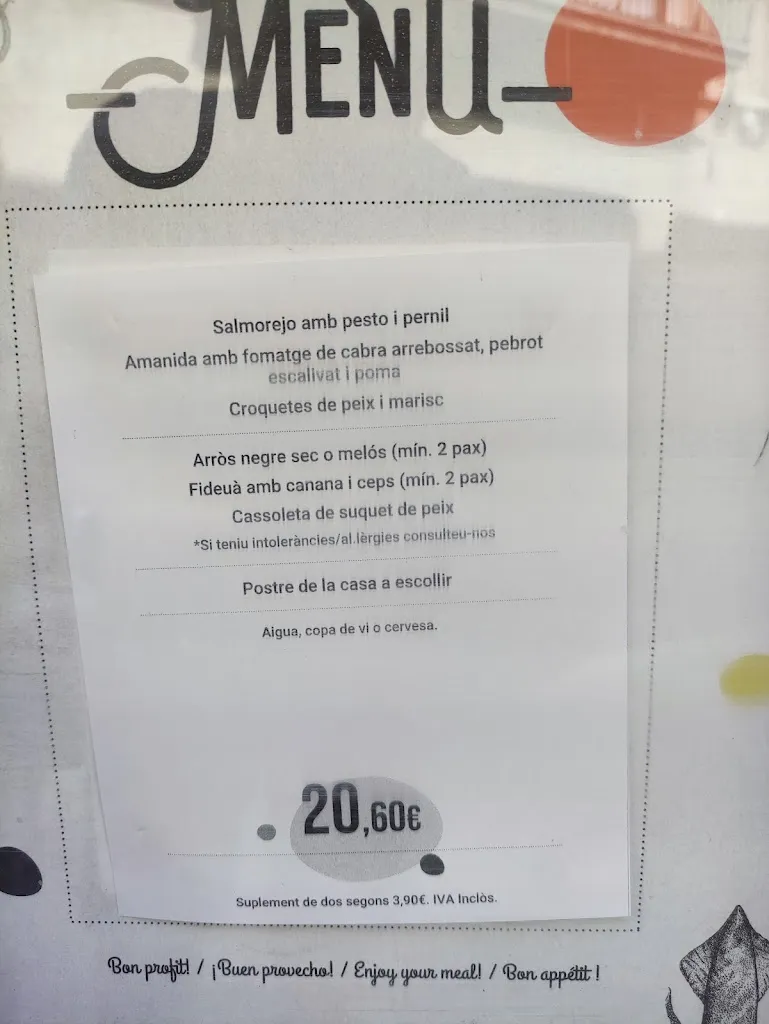 MENÚ
Salmorejo amb pesto i pernil
Amanida amb fomatge de cabra arrebossat, pebrot
escalivat i poma
Croquetes de peix i marisc
Arròs negre sec o melós (mín. 2 pax)
Fideuà amb canana i ceps (mín. 2 pax)
Cassoleta de suquet de peix
*Si teniu intoleràncies/al.lèrgies consulteu-nos
Postre de la casa a escollir
Aigua, copa de vi o cervesa.
20,60€
Suplement de dos segons 3,90€. IVA Inclòs.
Bon profit! / ¡Buen provecho! / Enjoy your meal! / Bon appétit !